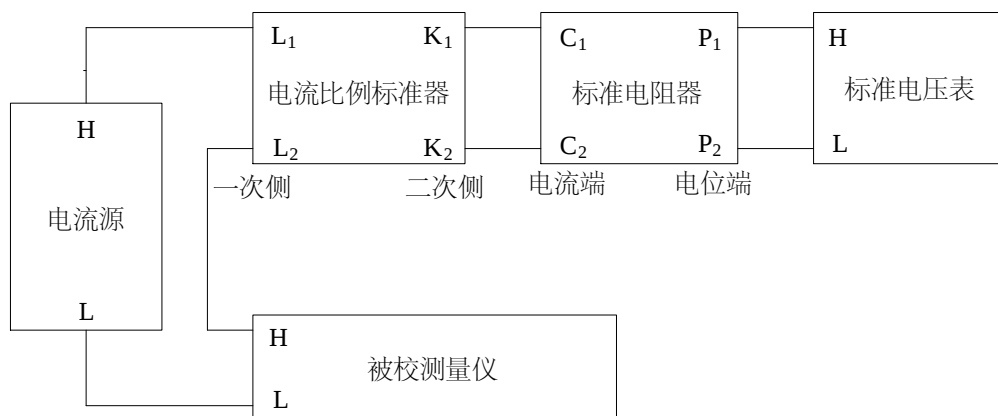 L₁ K₁ C₁ P₁ H
电流比例标准器 标准电阻器 标准电压表
L₂ K₂ C₂ P₂ L
一次侧 二次侧 电流端 电位端
H
电流源
L
H
被校测量仪
L